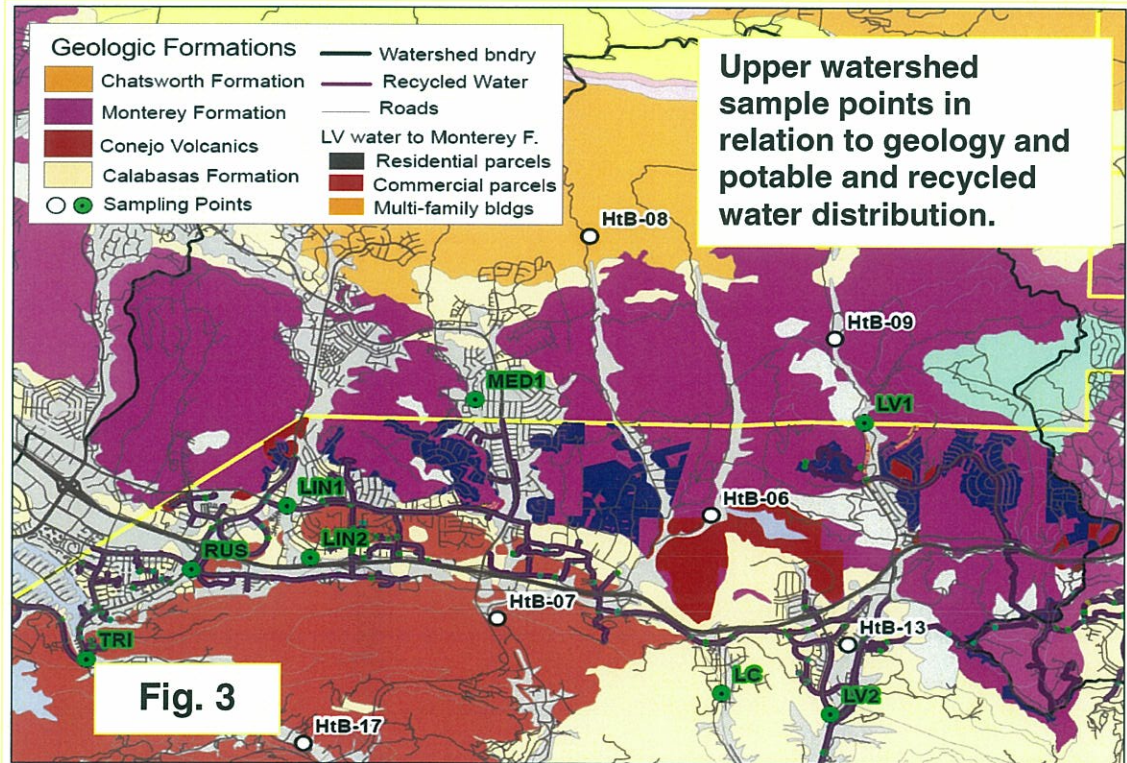 Geologic Formations
Chatsworth Formation
Monterey Formation
Conejo Volcanics
Calabasas Formation
Sampling Points
Watershed bndry
Recycled Water
Roads
LV water to Monterey F.
Residential parcels
Commercial parcels
Multi-family bldgs
Upper watershed
sample points in
relation to geology and
potable and recycled
water distribution.
HtB-08
HtB-09
MED1
LV1
LIN1
HtB-06
LIN2
RUS
HtB-07
HtB-13
TRI
LC
Fig. 3
LV2
HtB-17